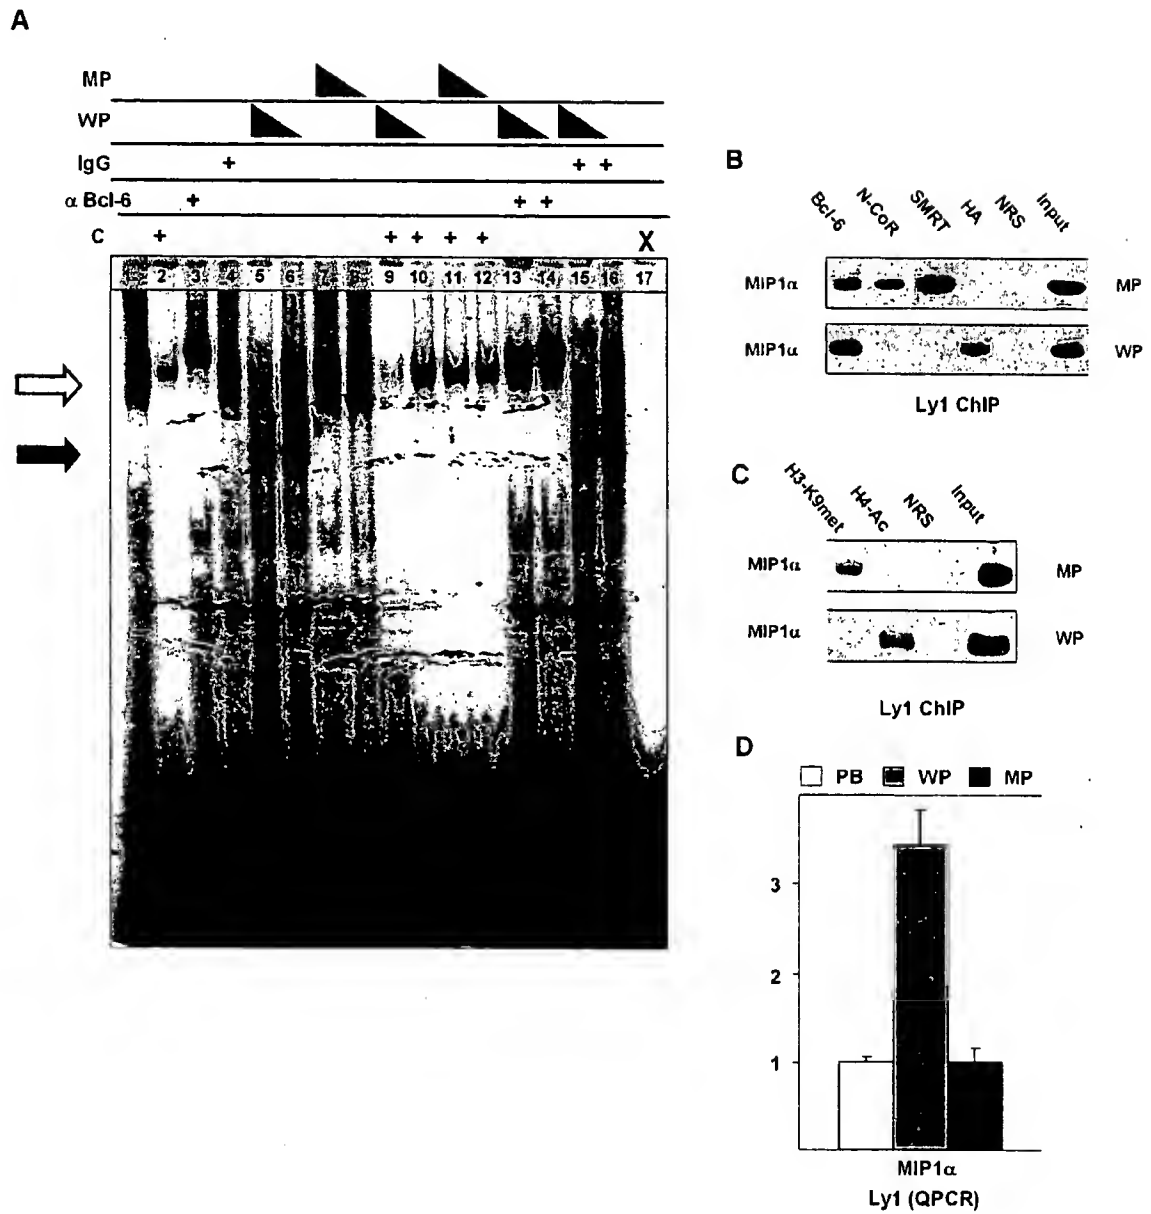 A
MP
WP
IgG + + +
α Bcl-6 + + +
C + + + + + X
2 3 4 5 6 7 8 9 10 11 12 13 14 15 16 17
B
Bcl-6 N-CoR SMRT HA NRS Input
MIP1α MP
MIP1α WP
Ly1 ChIP
C
H3-K9met H4-Ac NRS Input
MIP1α MP
MIP1α WP
Ly1 ChIP
D
PB WP MP
3
2
1
MIP1α
Ly1 (QPCR)